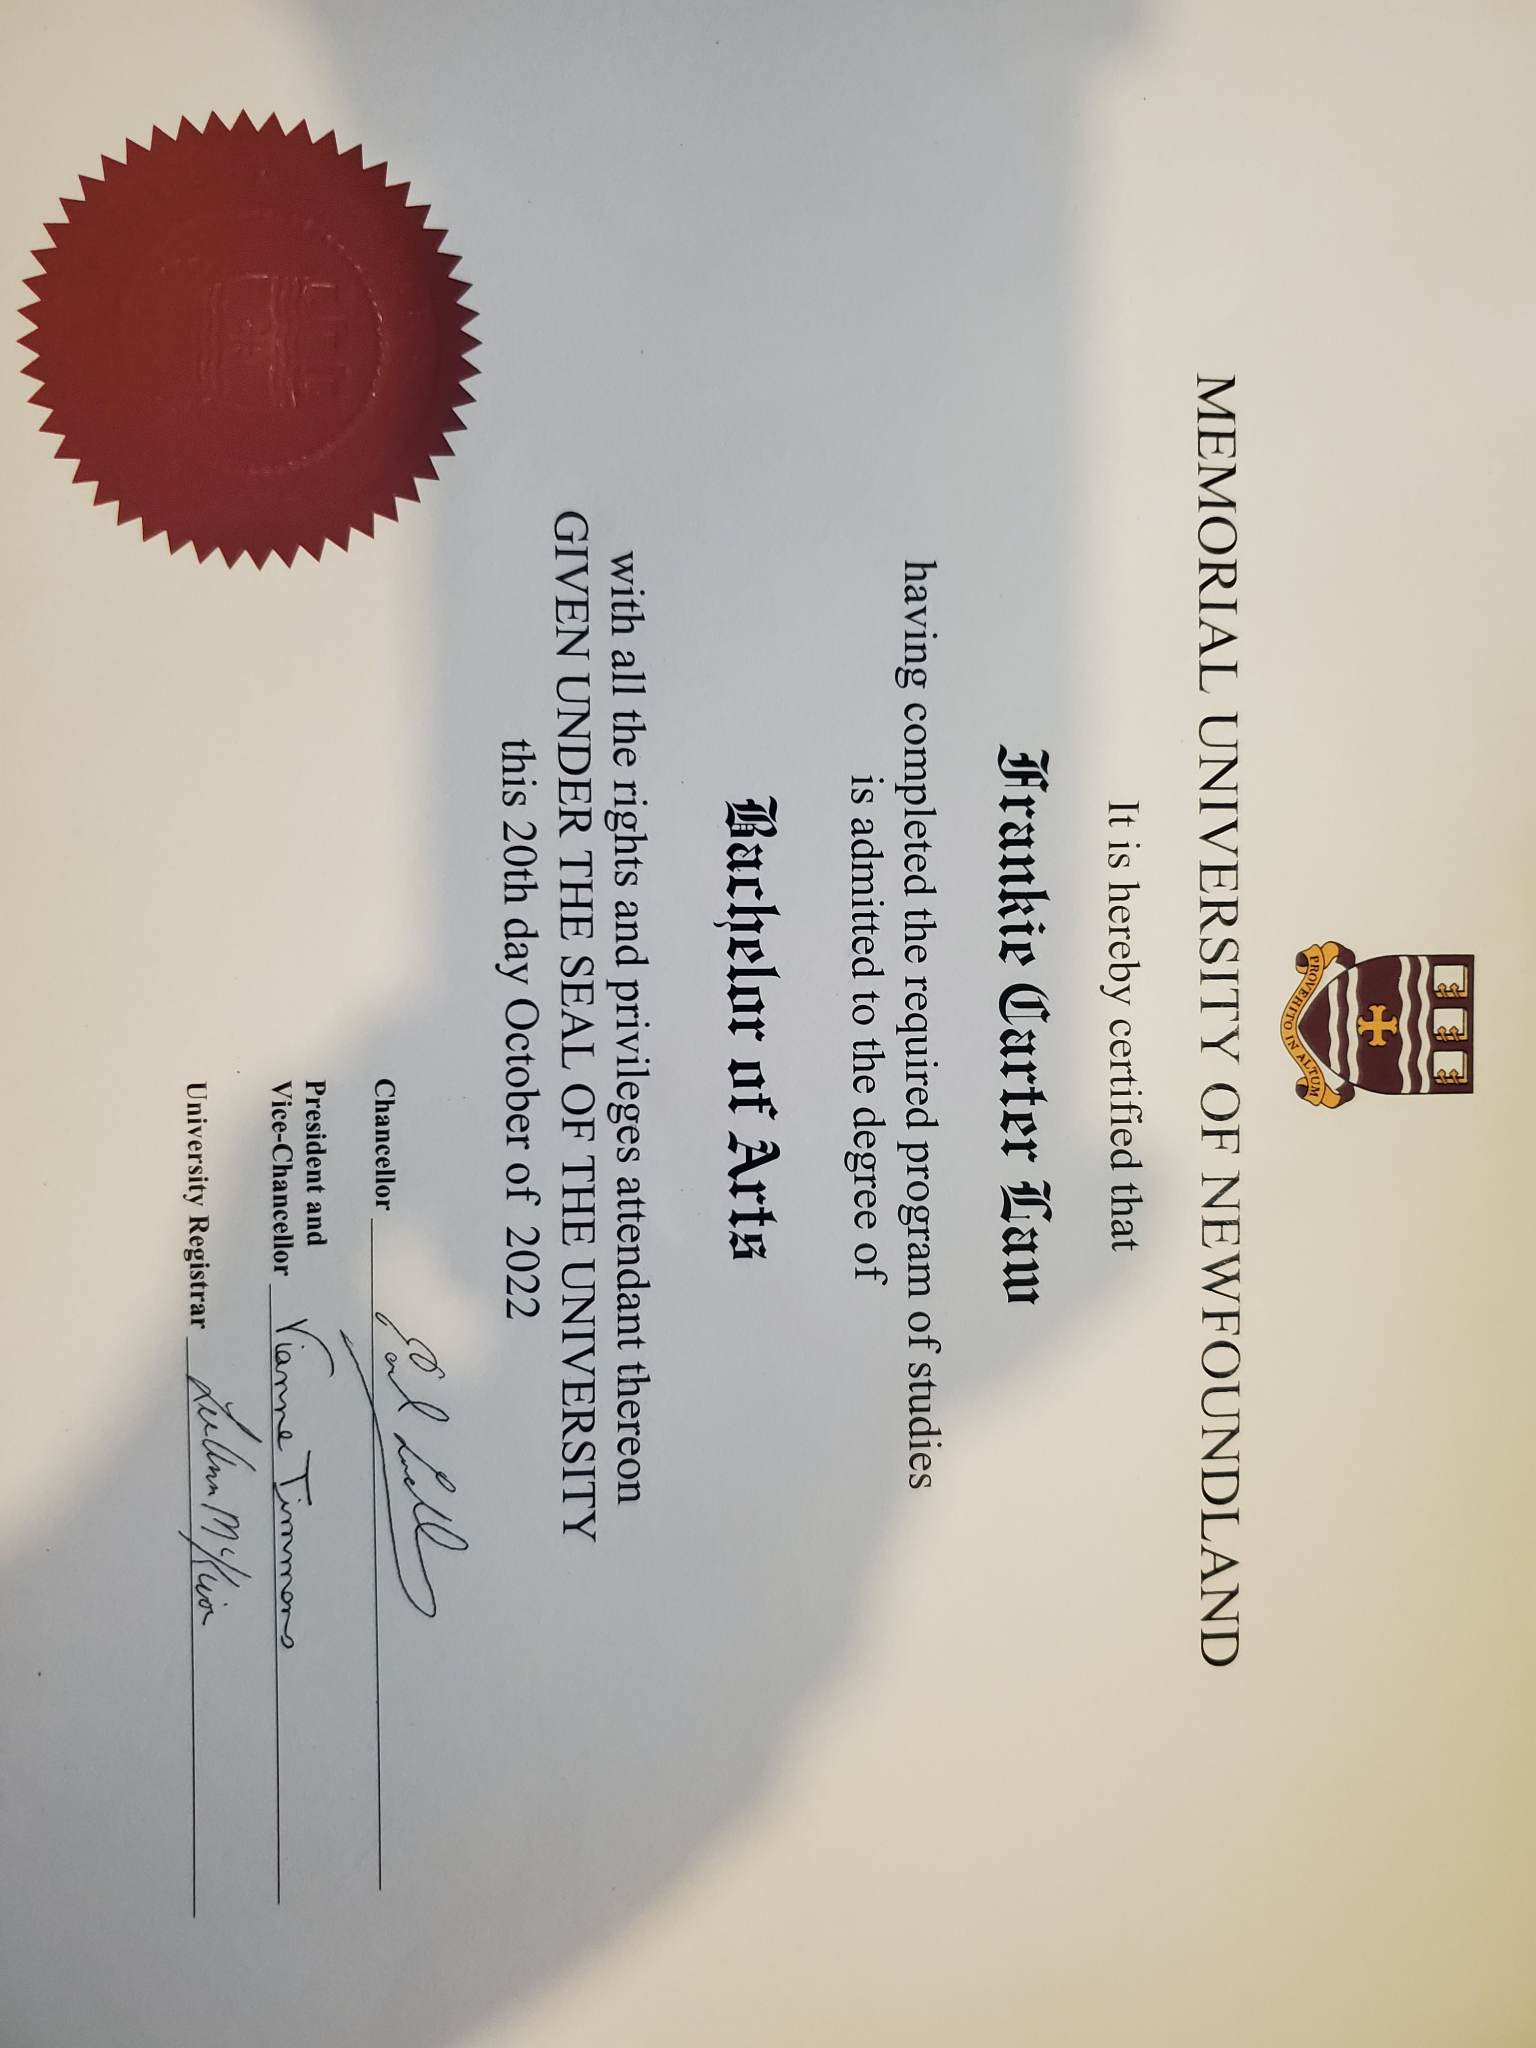 PROVEHITO IN ALTUM
MEMORIAL UNIVERSITY OF NEWFOUNDLAND
It is hereby certified that
Frankie Carter Law
having completed the required program of studies
is admitted to the degree of
Bachelor of Arts
with all the rights and privileges attendant thereon
GIVEN UNDER THE SEAL OF THE UNIVERSITY
this 20th day October of 2022
Chancellor
President and
Vice-Chancellor Vianne Timmons
University Registrar